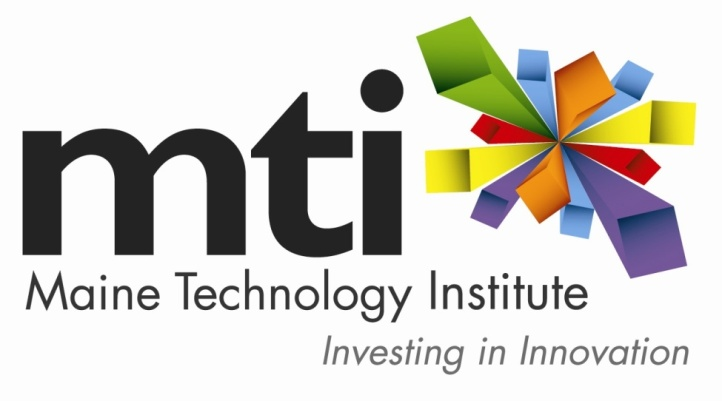 mti
Maine Technology Institute
Investing in Innovation